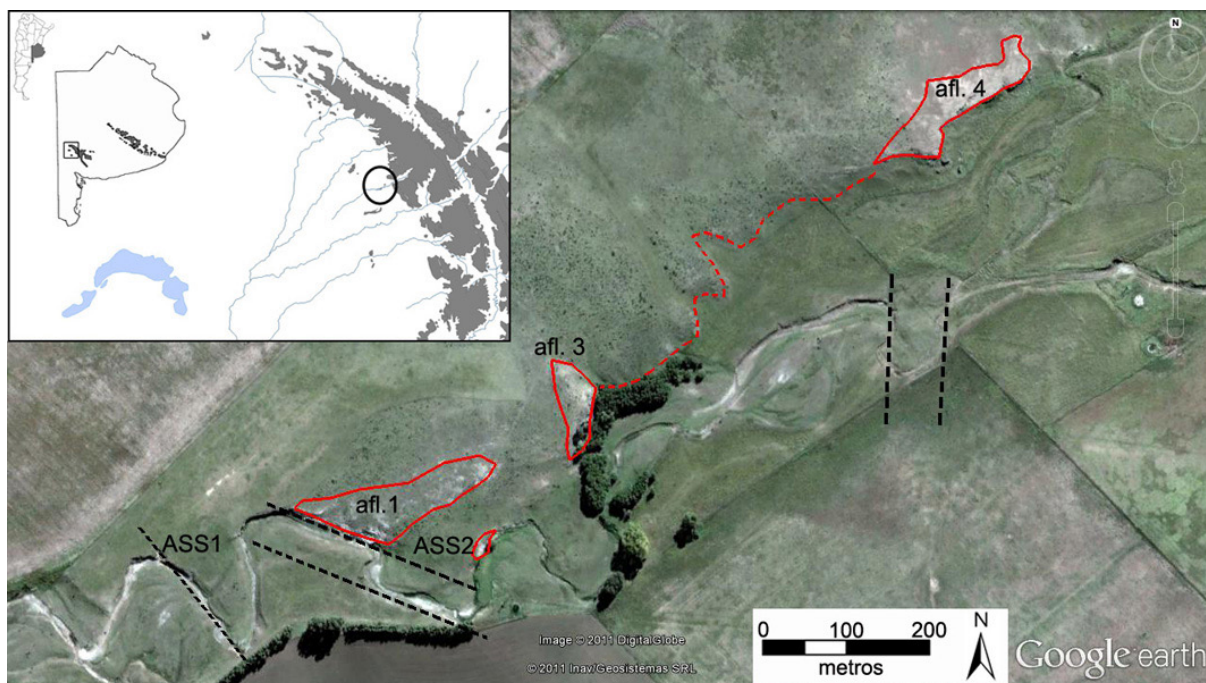 N
afl. 4
afl. 3
afl.1
ASS1
ASS2
Image © 2011 DigitalGlobe
© 2011 Inav/Geosistemas SRL
0 100 200
metros
N
Google earth